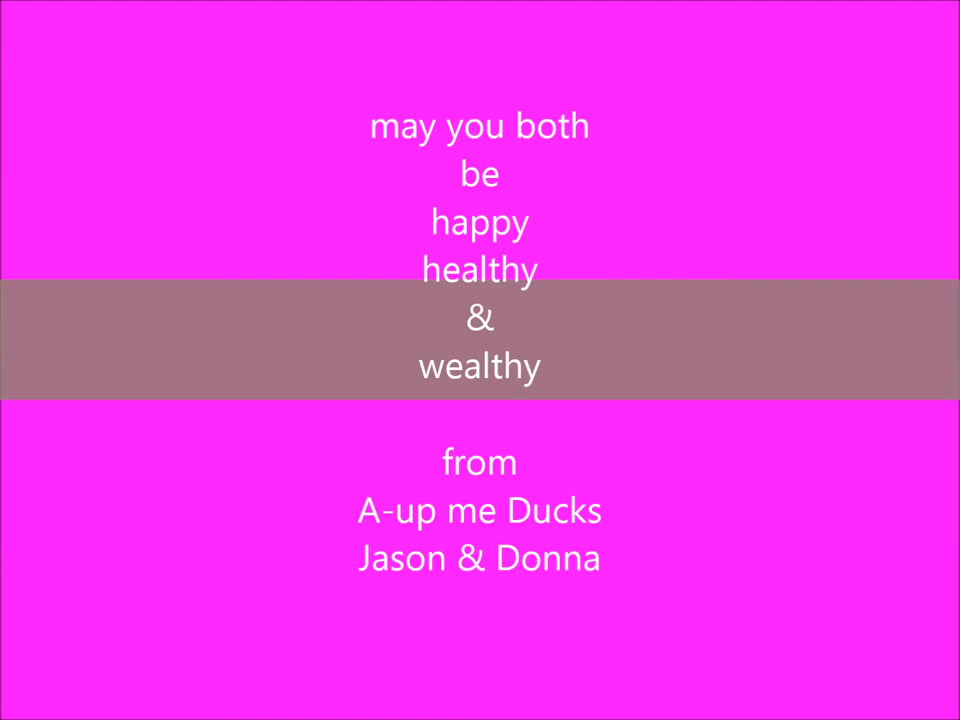 may you both
be
happy
healthy
&
wealthy
from
A-up me Ducks
Jason & Donna